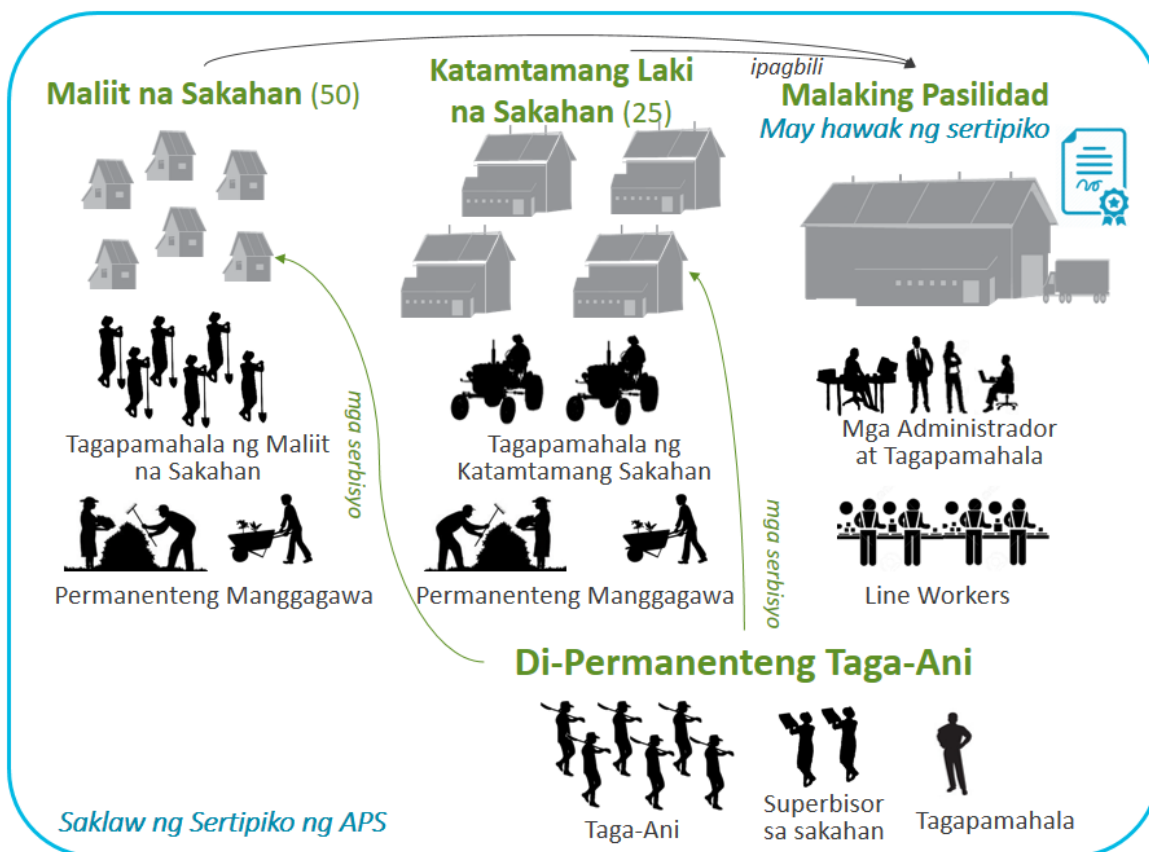 Maliit na Sakahan (50)
Katamtamang Laki
na Sakahan (25)
ipagbili
Malaking Pasilidad
May hawak ng sertipiko
Tagapamahala ng Maliit
na Sakahan
Tagapamahala ng
Katamtamang Sakahan
Mga Administrador
at Tagapamahala
mga serbisyo
mga serbisyo
Permanenteng Manggagawa
Permanenteng Manggagawa
Line Workers
Di-Permanenteng Taga-Ani
Taga-Ani
Superbisor
sa sakahan
Tagapamahala
Saklaw ng Sertipiko ng APS